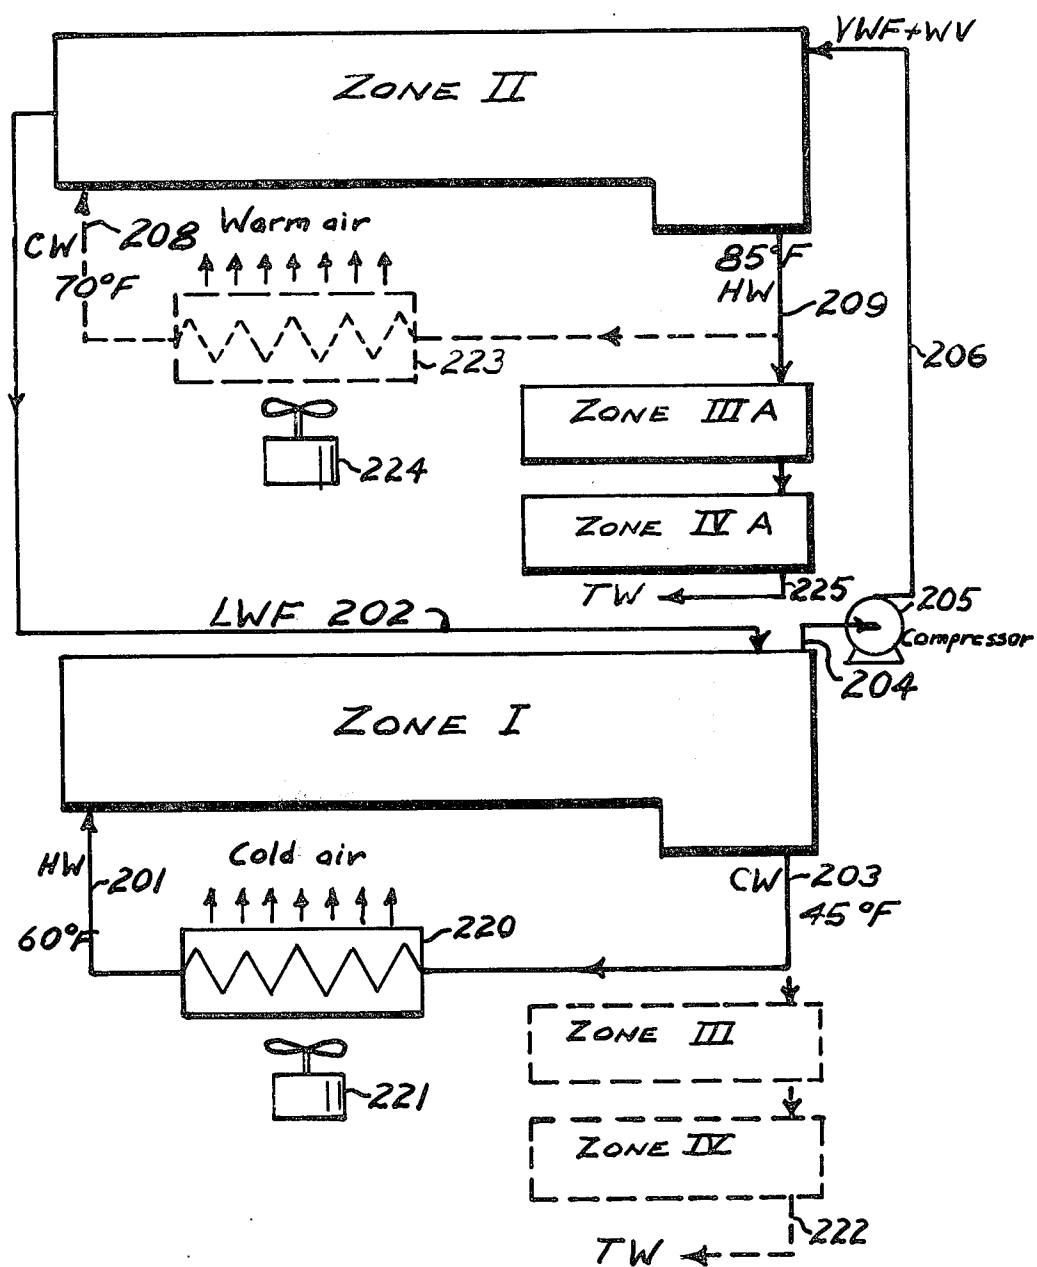 VWF+WV
ZONE II
CW
208
Warm air
70°F
85°F
HW
209
223
206
ZONE III A
224
ZONE IV A
TW
225
205
LWF 202
Compressor
204
ZONE I
HW
201
Cold air
CW
203
45°F
60°F
220
ZONE III
221
ZONE IV
222
TW